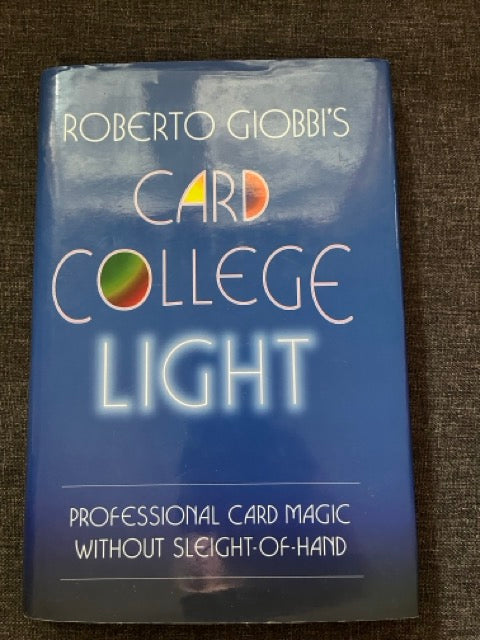 ROBERTO GIOBBI'S
CARD
COLLEGE
LIGHT
PROFESSIONAL CARD MAGIC
WITHOUT SLEIGHT-OF-HAND